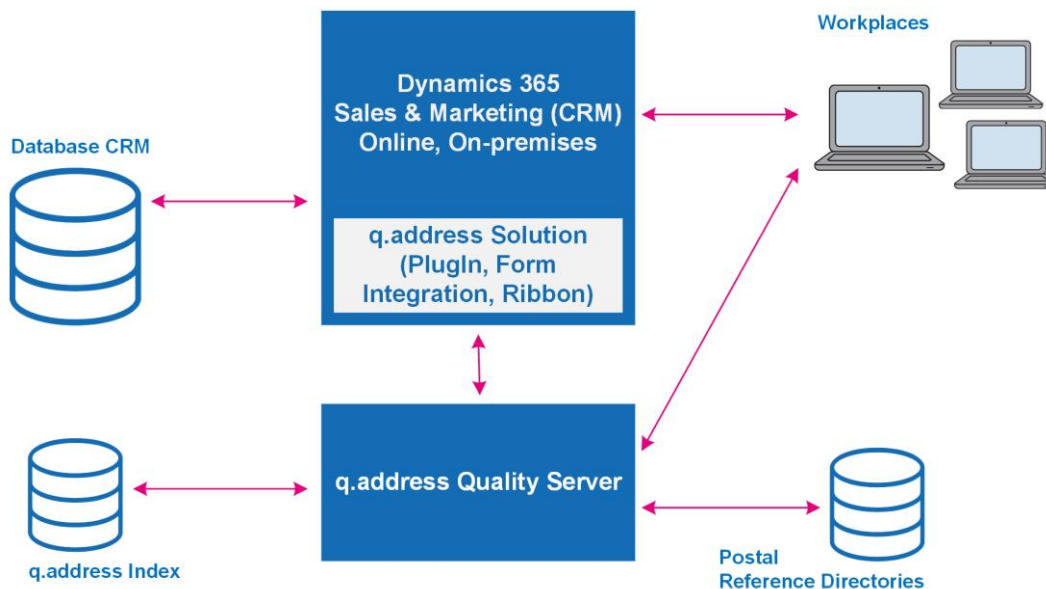 Workplaces
Dynamics 365
Sales & Marketing (CRM)
Online, On-premises
Database CRM
q.address Solution
(PlugIn, Form
Integration, Ribbon)
q.address Quality Server
q.address Index
Postal
Reference Directories